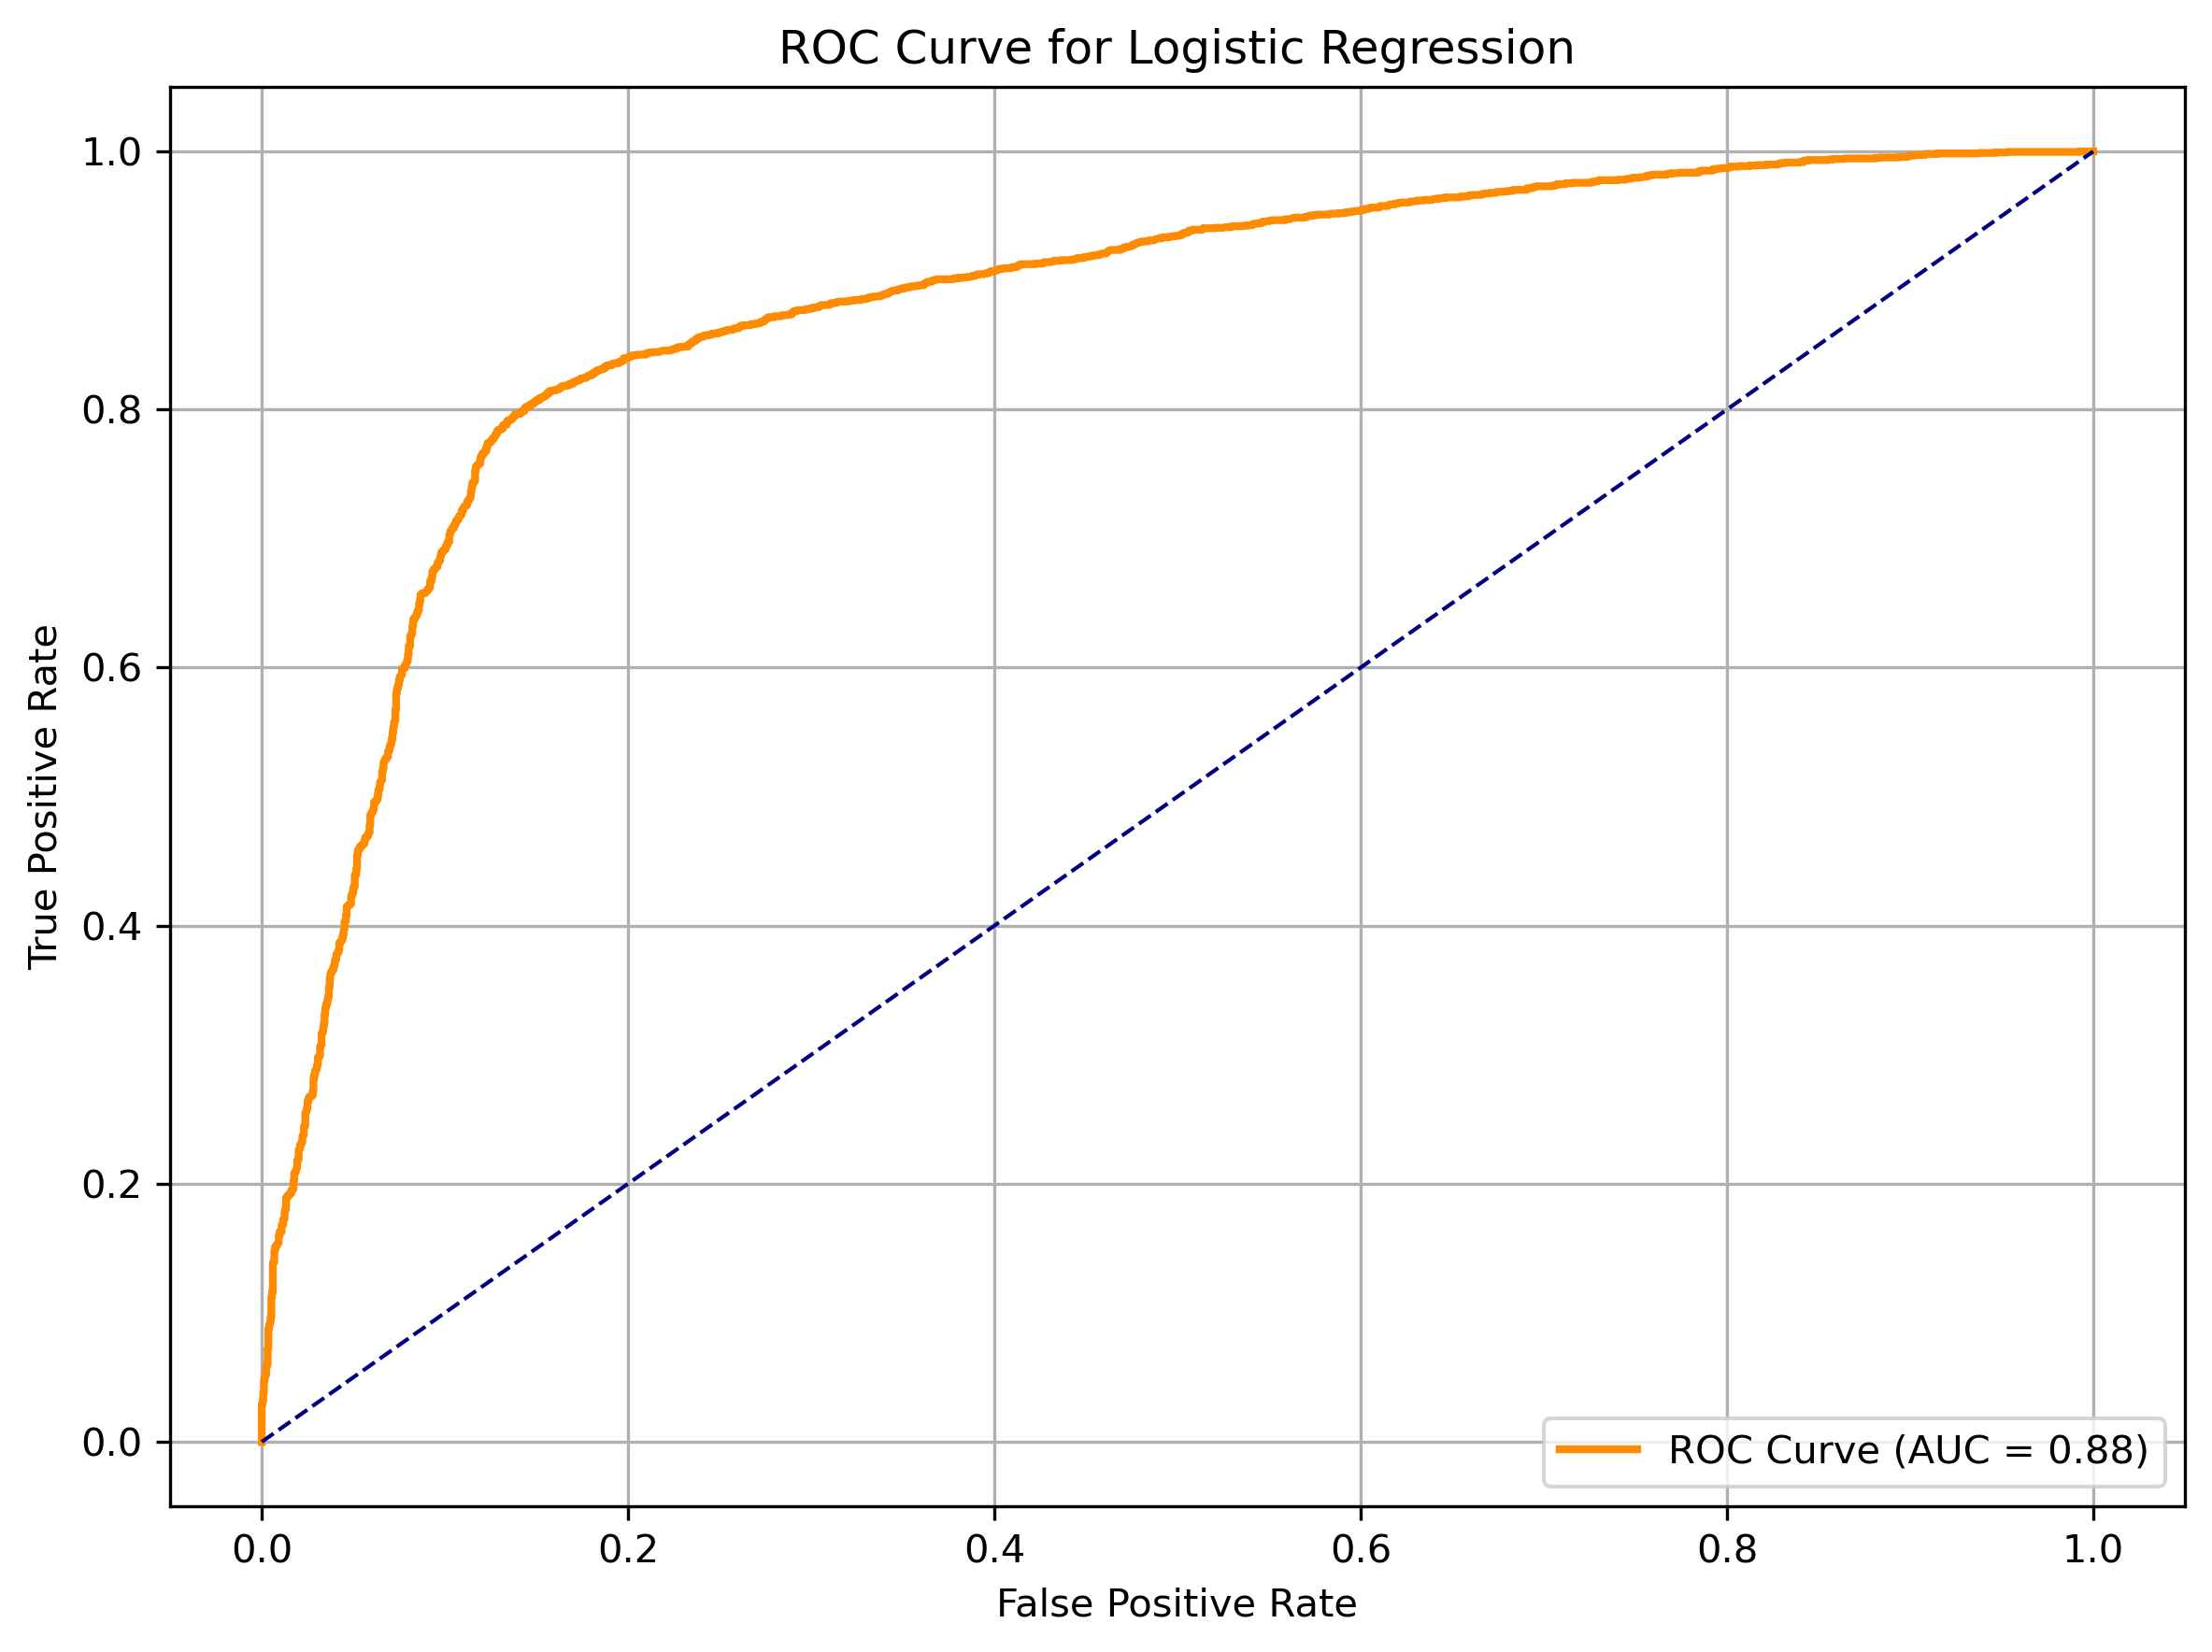 ROC Curve for Logistic Regression
1.0
0.8
0.6
0.4
0.2
0.0
True Positive Rate
ROC Curve (AUC = 0.88)
0.0 0.2 0.4 0.6 0.8 1.0
False Positive Rate